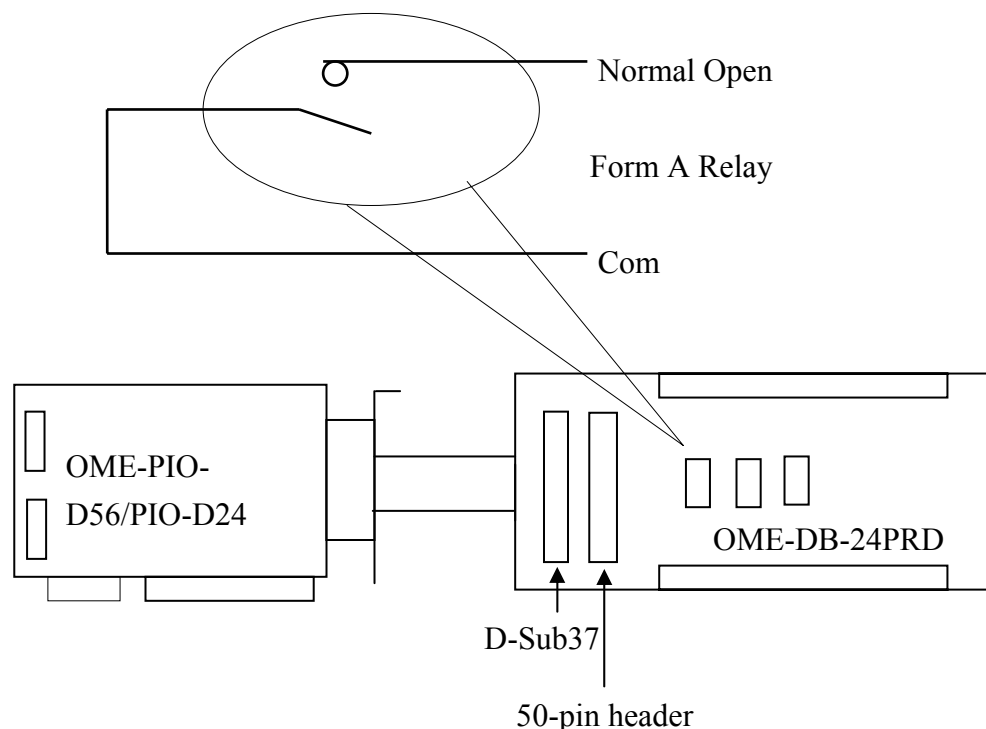 Normal Open
Form A Relay
Com
OME-PIO-
D56/PIO-D24
OME-DB-24PRD
D-Sub37
50-pin header